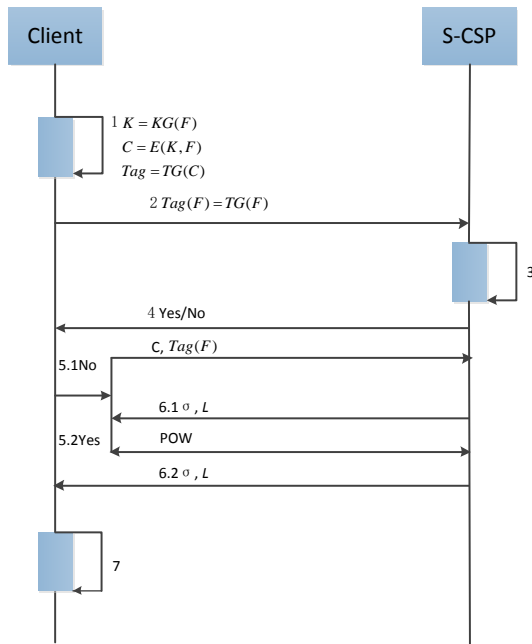 Client
S-CSP
1 K = KG(F)
C = E(K, F)
Tag = TG(C)
2 Tag(F) = TG(F)
3
4 Yes/No
C, Tag(F)
5.1No
6.1 σ , L
5.2Yes
POW
6.2 σ , L
7